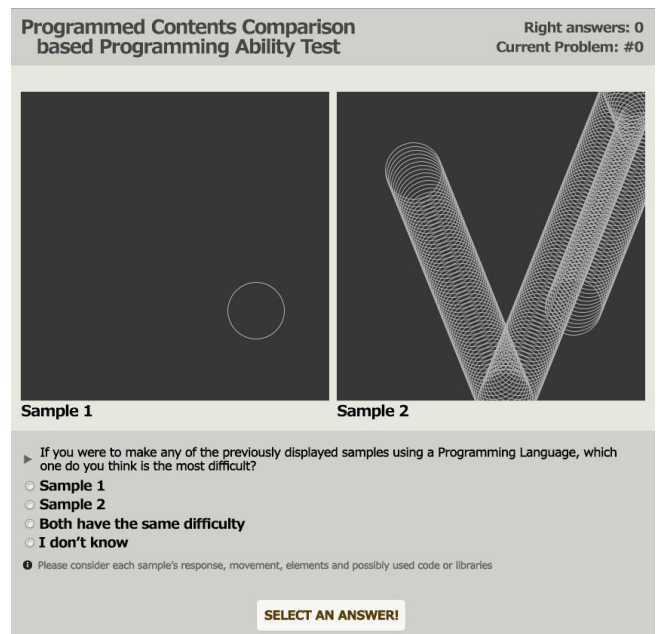 Programmed Contents Comparison
based Programming Ability Test
Right answers: 0
Current Problem: #0
Sample 1
Sample 2
If you were to make any of the previously displayed samples using a Programming Language, which
one do you think is the most difficult?
Sample 1
Sample 2
Both have the same difficulty
I don't know
Please consider each sample's response, movement, elements and possibly used code or libraries
SELECT AN ANSWER!